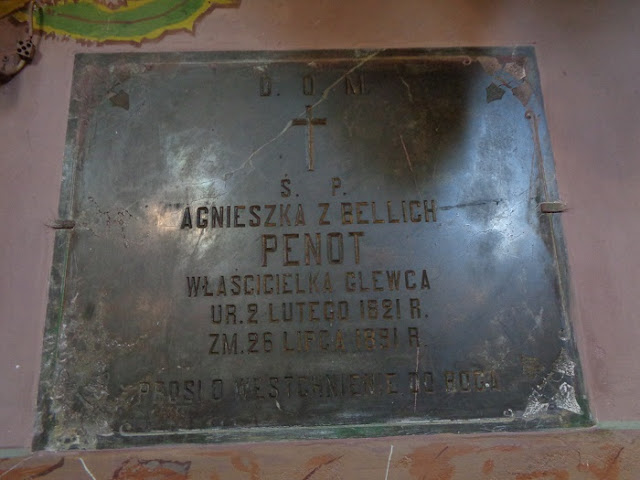 D. O. M.
Ś. P.
AGNIESZKA Z BELLICH
PENOT
WŁAŚCICIELKA GLEWCA
UR. 2 LUTEGO 1821 R.
ZM. 26 LIPCA 1891 R.
PROSI O WESTCHNIENIE DO BOGA